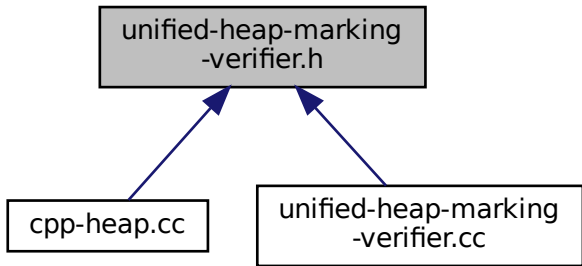 unified-heap-marking
-verifier.h
cpp-heap.cc
unified-heap-marking
-verifier.cc